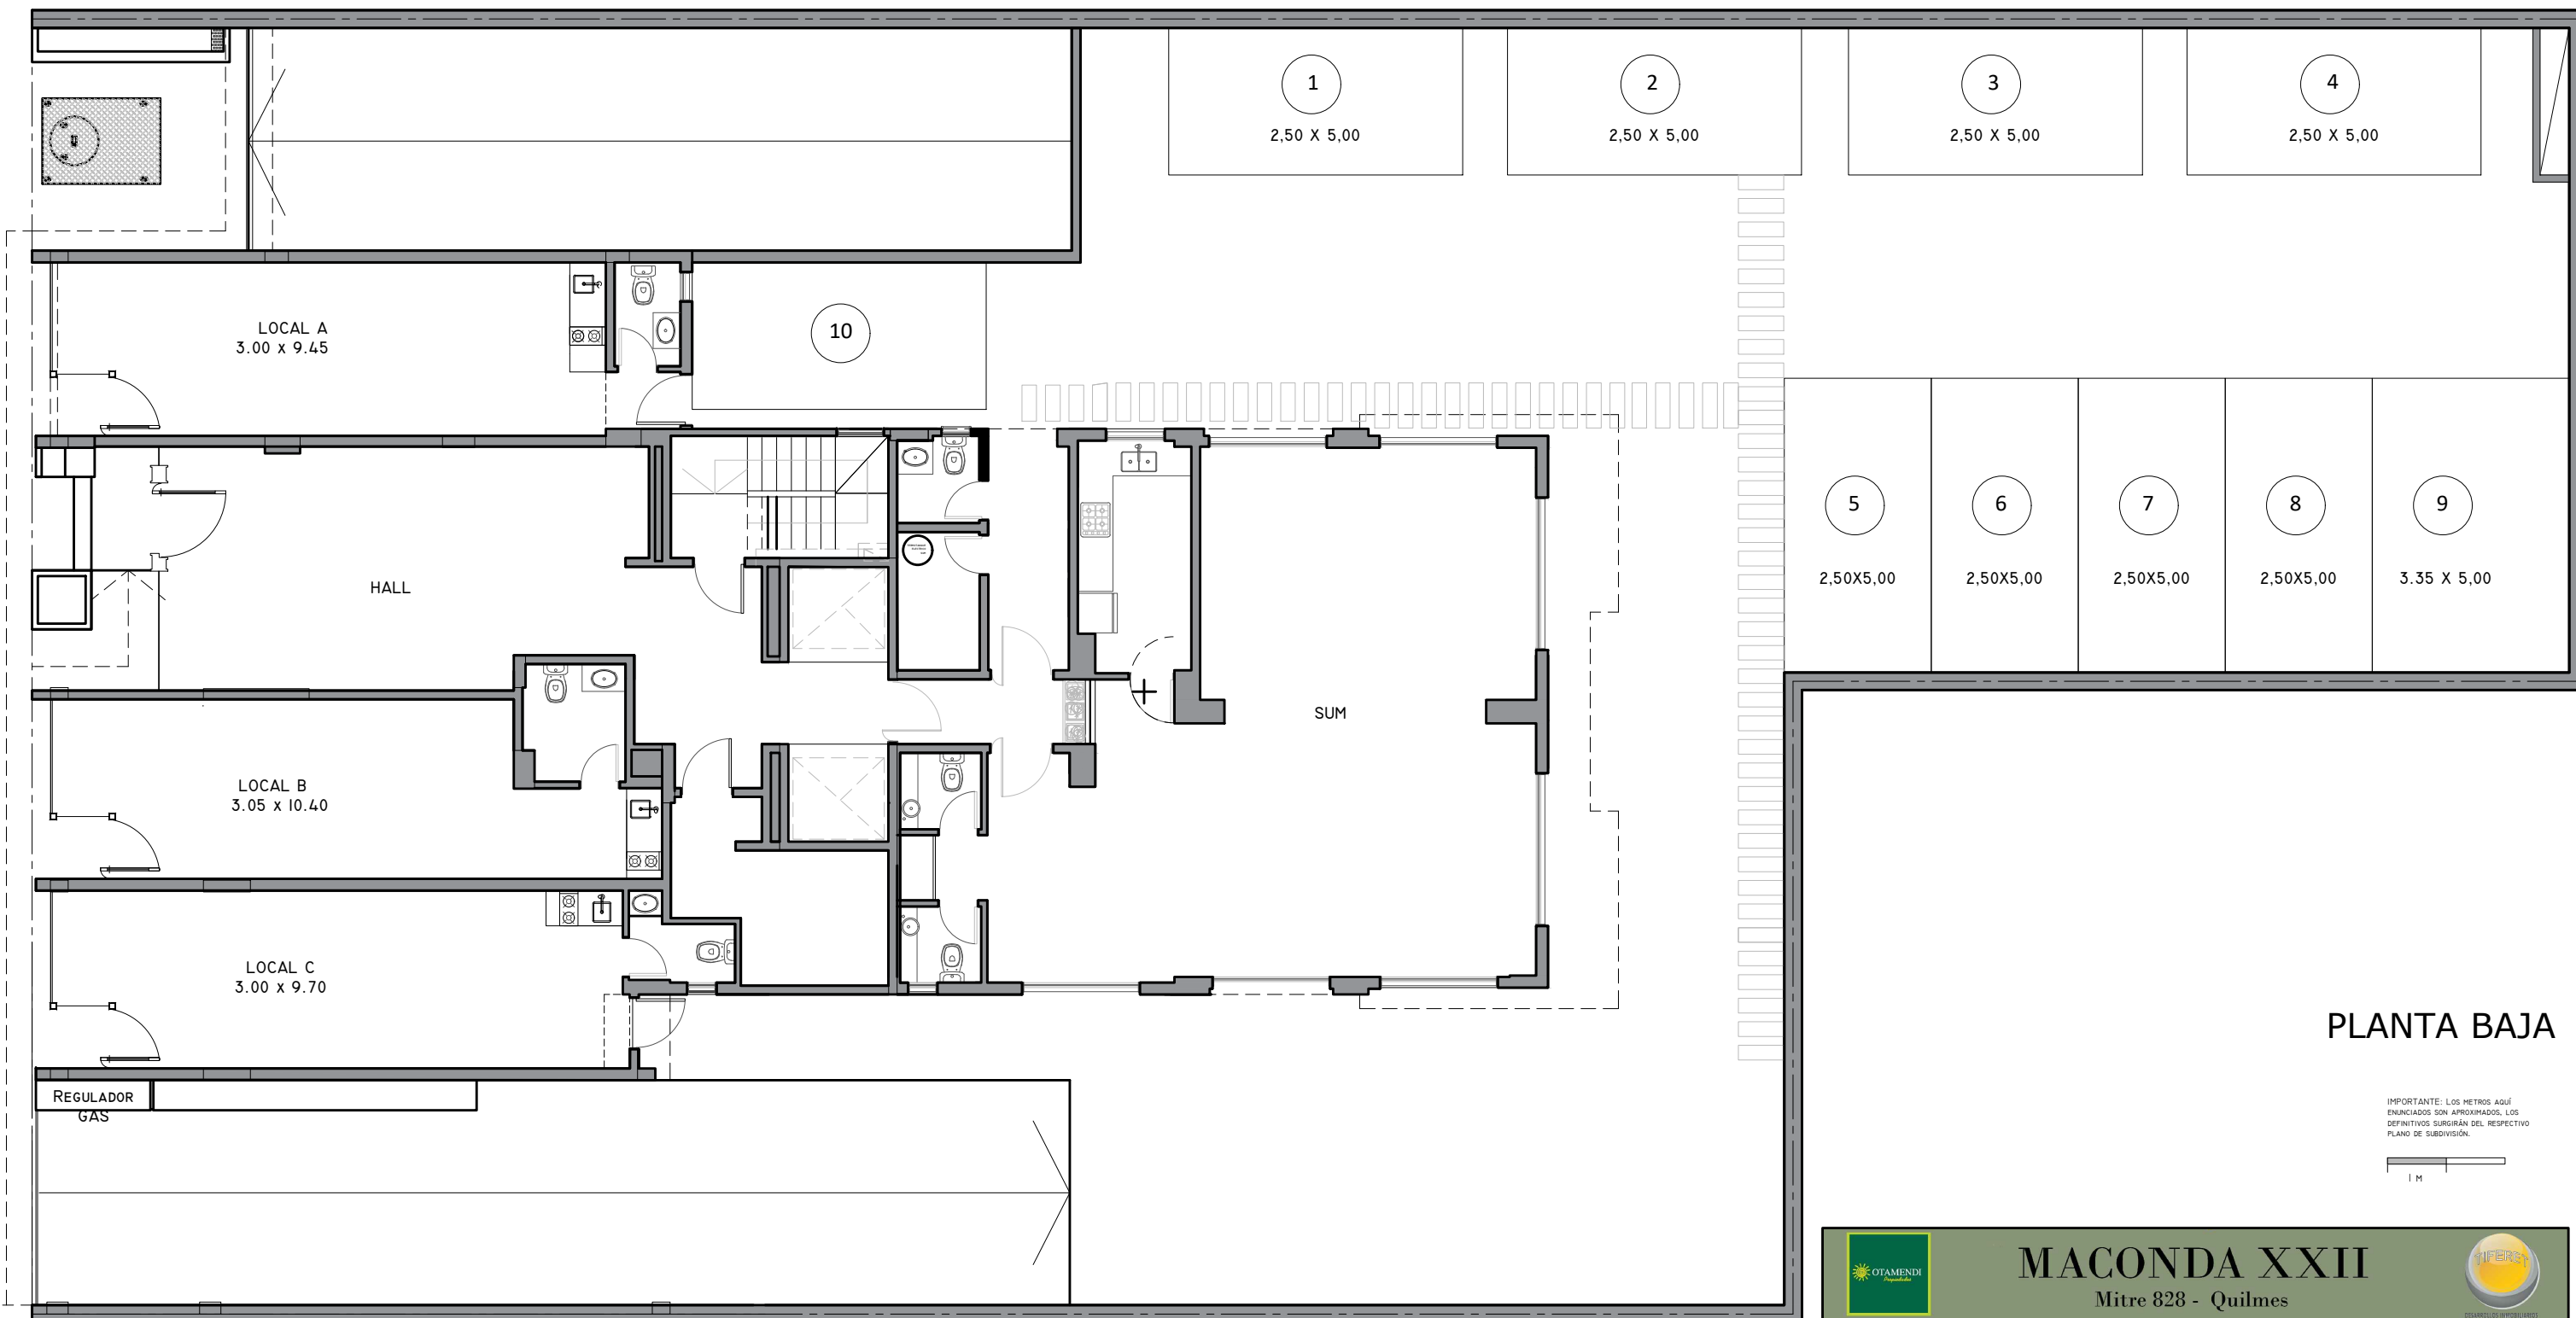 1
2,50 X 5,00
2
2,50 X 5,00
3
2,50 X 5,00
4
2,50 X 5,00
LOCAL A
3.00 x 9.45
10
5
2,50X5,00
6
2,50X5,00
7
2,50X5,00
8
2,50X5,00
9
3.35 X 5,00
HALL
SUM
LOCAL B
3.05 x 10.40
LOCAL C
3.00 x 9.70
REGULADOR
GAS
PLANTA BAJA
IMPORTANTE: LOS METROS AQUÍ
ENUNCIADOS SON APROXIMADOS, LOS
DEFINITIVOS SURGIRÁN DEL RESPECTIVO
PLANO DE SUBDIVISIÓN.
1 M
OTAMENDI
Propiedades
MACONDA XXII
Mitre 828 - Quilmes
TIFERET
DESARROLLOS INMOBILIARIOS